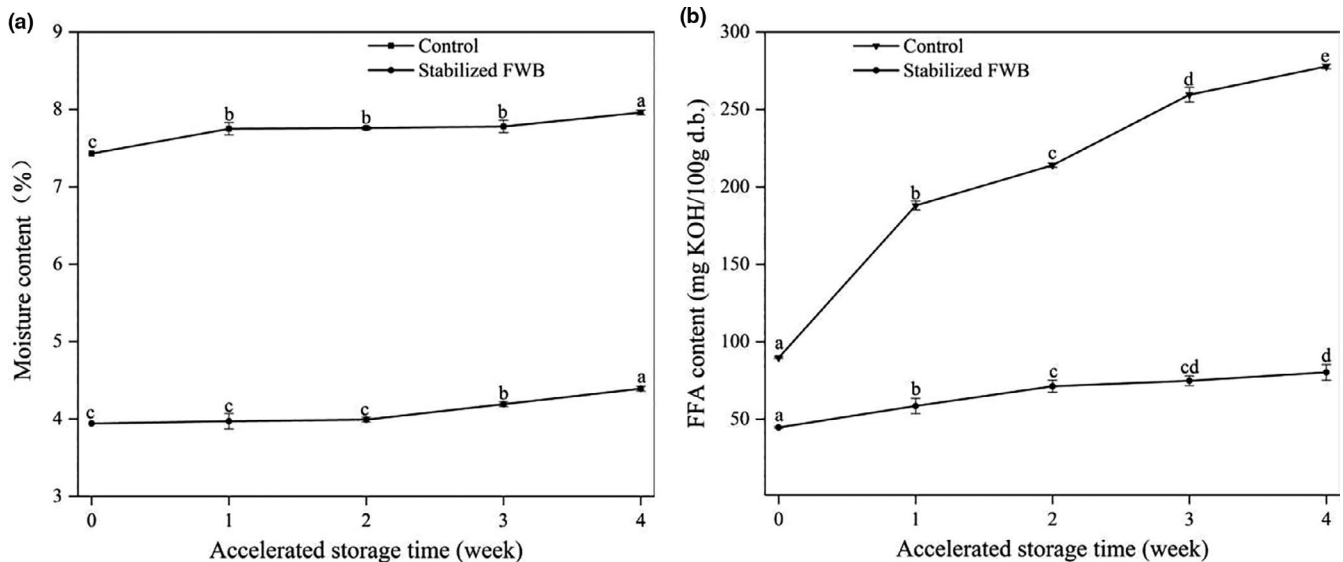 (a)
9
8
7
6
5
4
3
Moisture content (%)
Control
Stabilized FWB
c
b
b
b
a
c
c
c
b
a
0
1
2
3
4
Accelerated storage time (week)
(b)
300
250
200
150
100
50
FFA content (mg KOH/100g d.b.)
Control
Stabilized FWB
a
b
c
d
e
a
b
c
cd
d
0
1
2
3
4
Accelerated storage time (week)